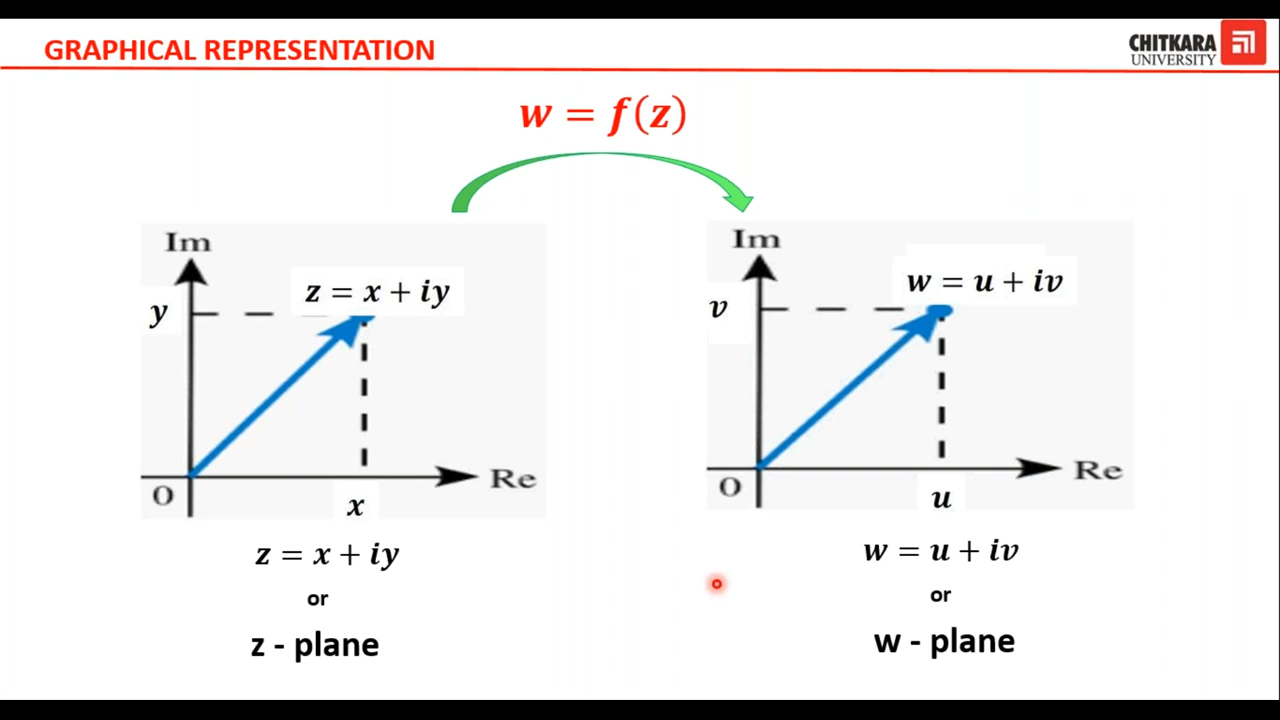 GRAPHICAL REPRESENTATION
CHITKARA
UNIVERSITY
w = f(z)
Im
y
z = x + iy
O
x
Re
z = x + iy
or
z - plane
Im
v
w = u + iv
O
u
Re
w = u + iv
or
w - plane